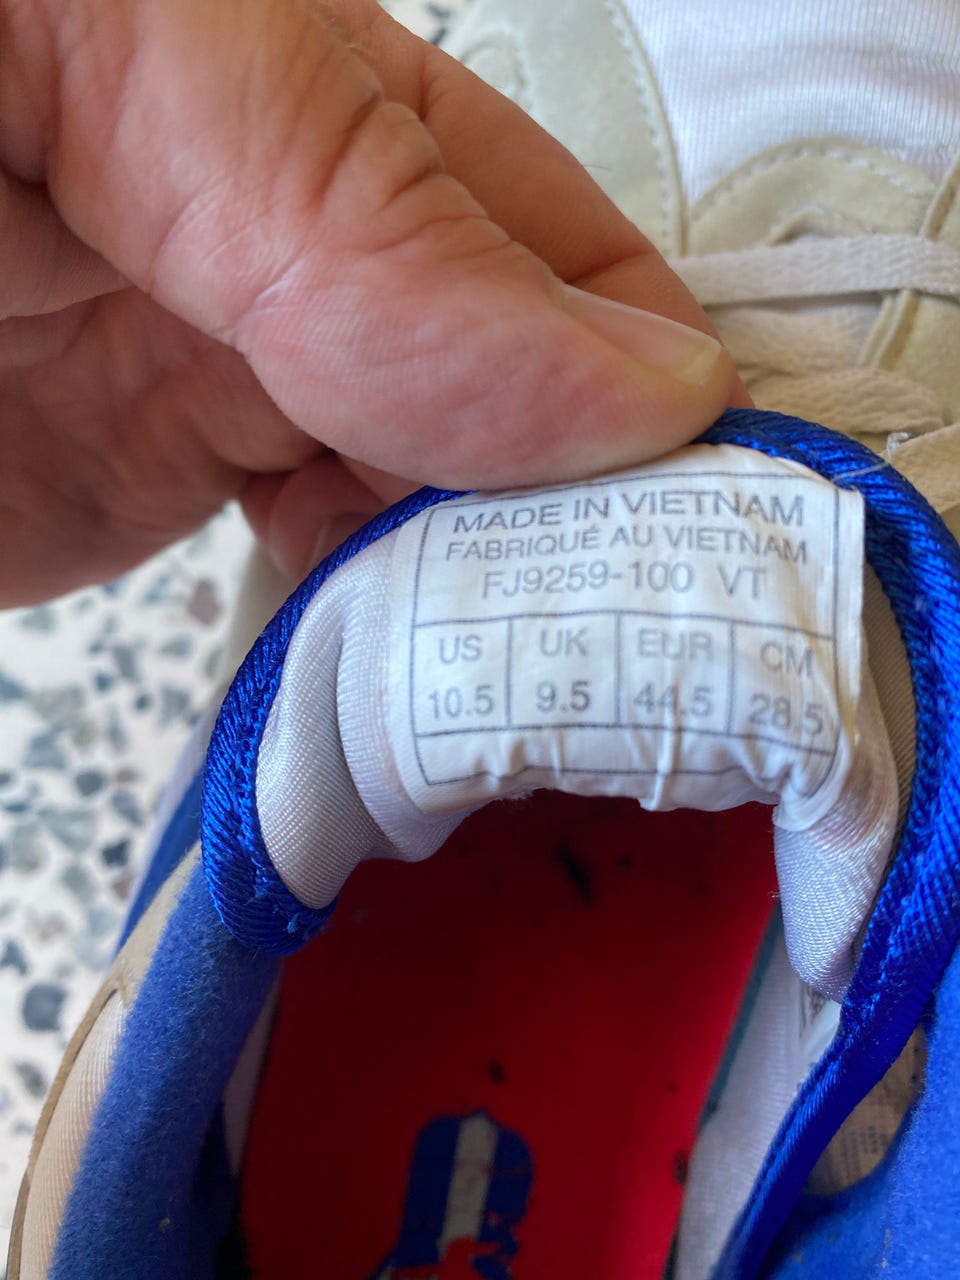 MADE IN VIETNAM
FABRIQUÉ AU VIETNAM
FJ9259-100 VT
US UK EUR CM
10.5 9.5 44.5 28.5